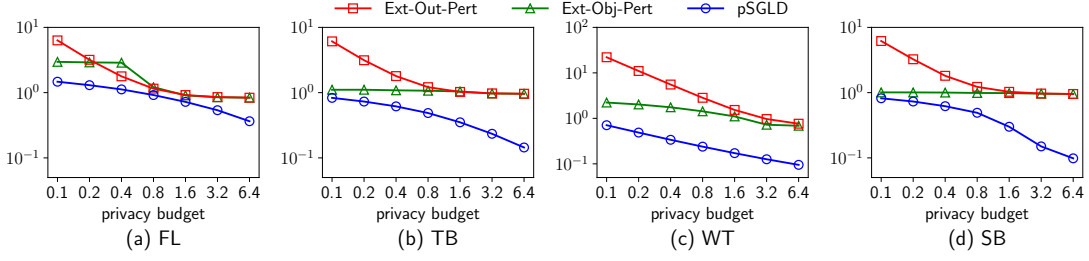 Ext-Out-Pert Ext-Obj-Pert pSGLD
10^1 10^0 10^-1
0.1 0.2 0.4 0.8 1.6 3.2 6.4
privacy budget
(a) FL
10^1 10^0 10^-1
0.1 0.2 0.4 0.8 1.6 3.2 6.4
privacy budget
(b) TB
10^2 10^1 10^0 10^-1
0.1 0.2 0.4 0.8 1.6 3.2 6.4
privacy budget
(c) WT
10^1 10^0 10^-1
0.1 0.2 0.4 0.8 1.6 3.2 6.4
privacy budget
(d) SB